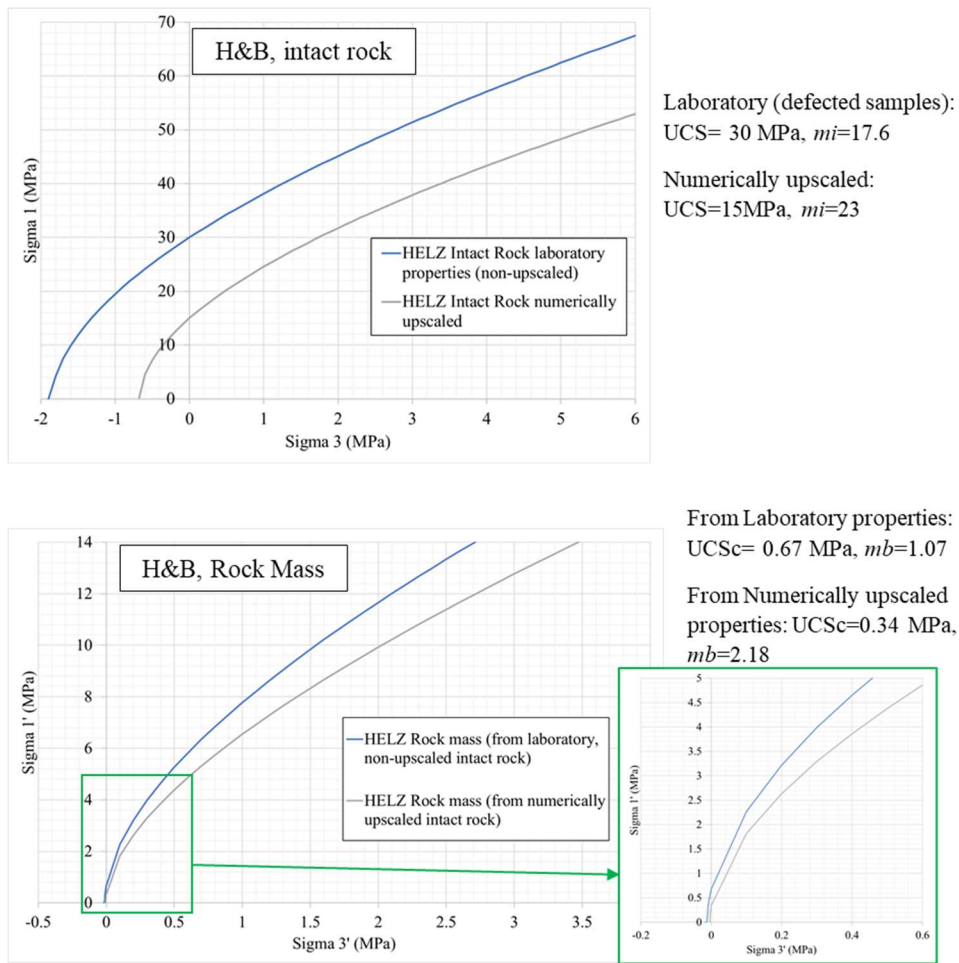 H&B, intact rock
Sigma 1 (MPa)
70
60
50
40
30
20
10
0
-2
-1
0
1
2
3
4
5
6
Sigma 3 (MPa)
HELZ Intact Rock laboratory
properties (non-upscaled)
HELZ Intact Rock numerically
upscaled
Laboratory (defected samples):
UCS= 30 MPa, mi=17.6
Numerically upscaled:
UCS=15MPa, mi=23
H&B, Rock Mass
Sigma 1' (MPa)
14
12
10
8
6
4
2
0
-0.5
0
0.5
1
1.5
2
2.5
3
3.5
Sigma 3' (MPa)
HELZ Rock mass (from laboratory,
non-upscaled intact rock)
HELZ Rock mass (from numerically
upscaled intact rock)
From Laboratory properties:
UCSc= 0.67 MPa, mb=1.07
From Numerically upscaled
properties: UCSc=0.34 MPa,
mb=2.18
Sigma 1' (MPa)
5
4.5
4
3.5
3
2.5
2
1.5
1
0.5
0
-0.2
0
0.2
0.4
0.6
Sigma 3' (MPa)